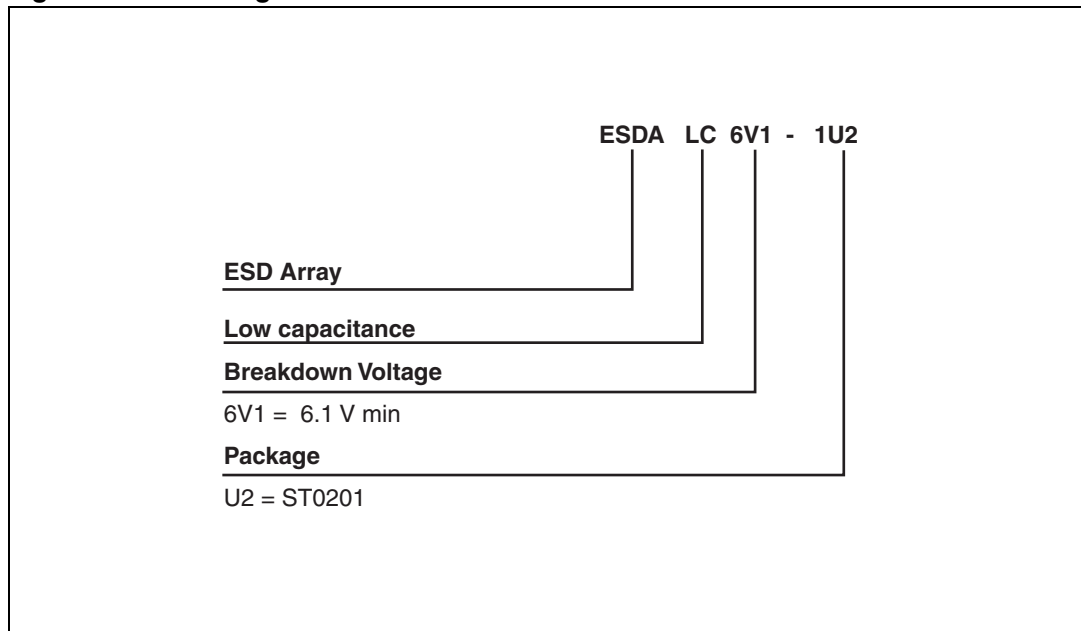 ESDA LC 6V1 - 1U2
ESD Array
Low capacitance
Breakdown Voltage
6V1 = 6.1 V min
Package
U2 = ST0201